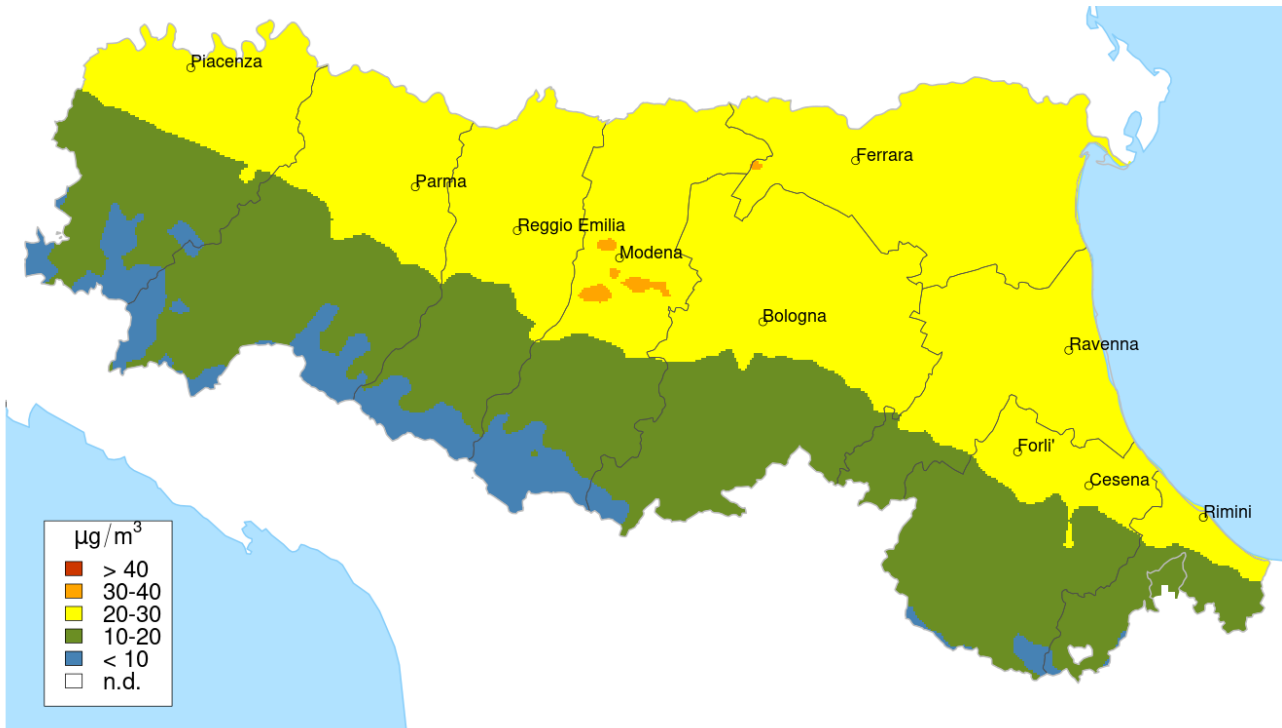 Piacenza
Parma
Ferrara
Reggio Emilia
Modena
Bologna
Ravenna
Forli'
Cesena
Rimini
µg/m³
> 40
30-40
20-30
10-20
< 10
n.d.